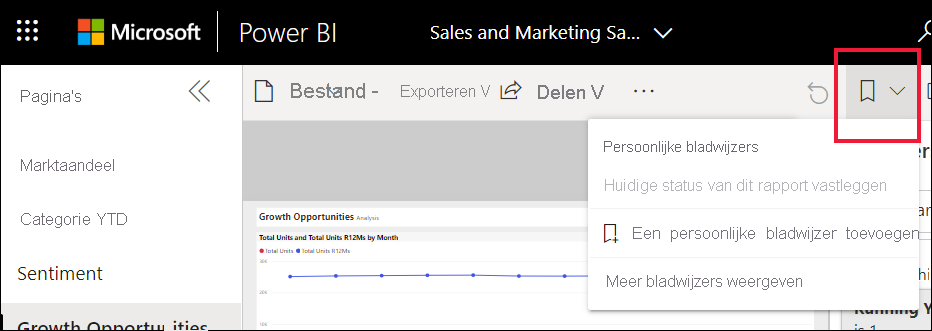 Microsoft Power BI Sales and Marketing Sa...
Pagina's
Bestand - Exporteren V Delen V ...
Persoonlijke bladwijzers
Marktaandeel
Huidige status van dit rapport vastleggen
Categorie YTD
Growth Opportunities Analysis
Een persoonlijke bladwijzer toevoegen
Total Units and Total Units R12Ms by Month
Total Units Total Units R12Ms
30K
Sentiment
Meer bladwijzers weergeven
20K
Growth Opportunities
Running Y
is 1
10K